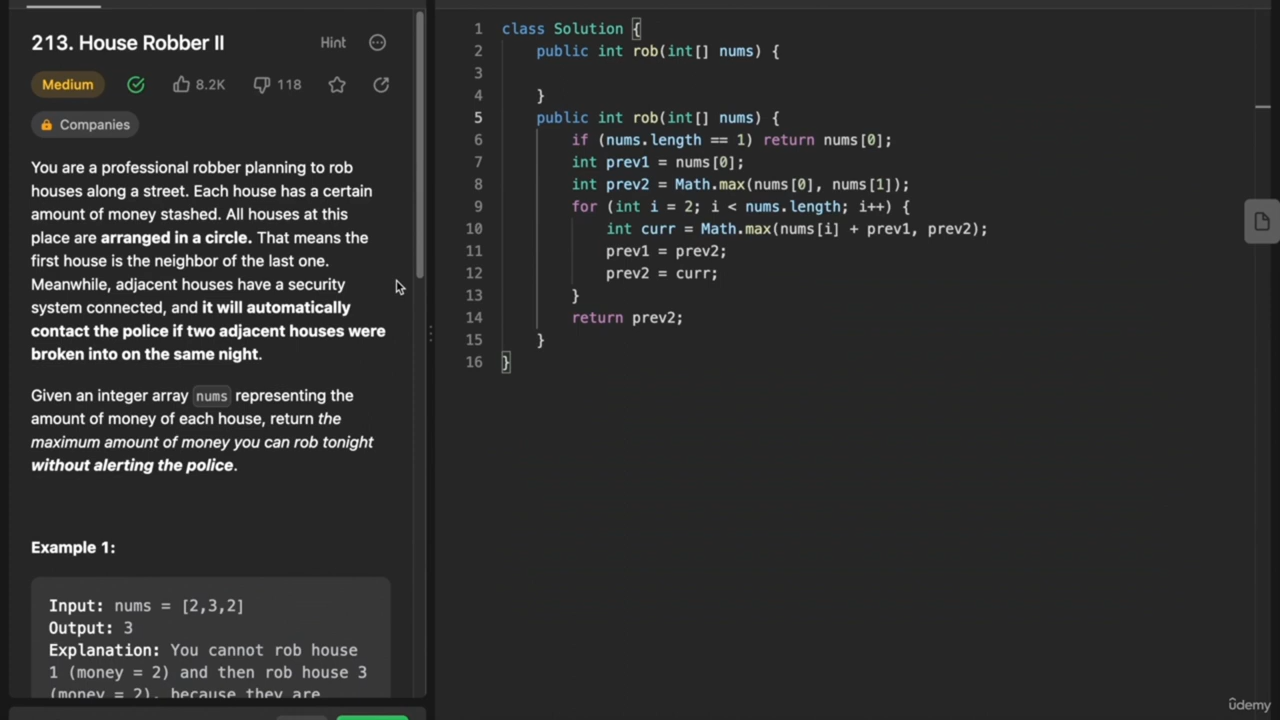 213. House Robber II
Hint
Medium
8.2K
118
Companies
You are a professional robber planning to rob
houses along a street. Each house has a certain
amount of money stashed. All houses at this
place are arranged in a circle. That means the
first house is the neighbor of the last one.
Meanwhile, adjacent houses have a security
system connected, and it will automatically
contact the police if two adjacent houses were
broken into on the same night.
Given an integer array nums representing the
amount of money of each house, return the
maximum amount of money you can rob tonight
without alerting the police.
Example 1:
Input: nums = [2,3,2]
Output: 3
Explanation: You cannot rob house
1 (money = 2) and then rob house 3
(money = 2), because they are
1 class Solution {
2 public int rob(int[] nums) {
3
4 }
5 public int rob(int[] nums) {
6 if (nums.length == 1) return nums[0];
7 int prev1 = nums[0];
8 int prev2 = Math.max(nums[0], nums[1]);
9 for (int i = 2; i < nums.length; i++) {
10 int curr = Math.max(nums[i] + prev1, prev2);
11 prev1 = prev2;
12 prev2 = curr;
13 }
14 return prev2;
15 }
16 }
ûdemy